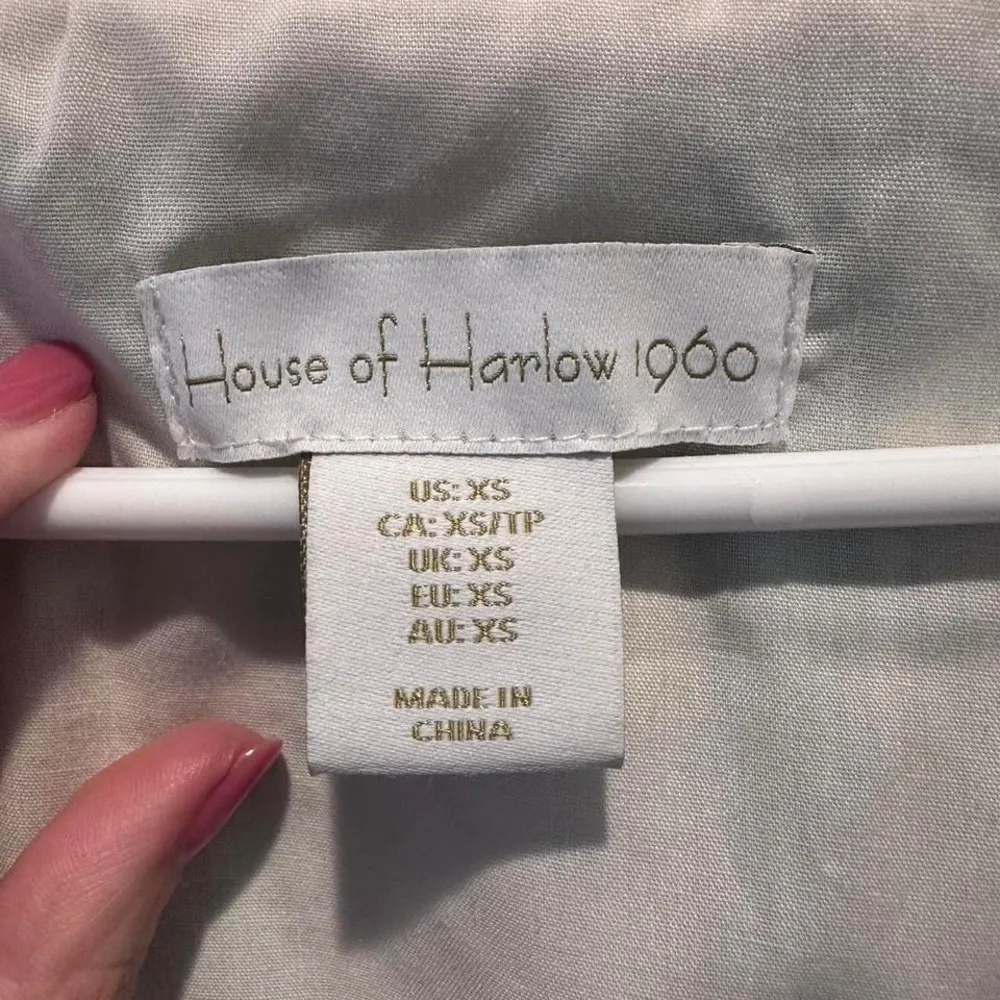 House of Harlow 1960
US: XS
CA: XS/TP
UK: XS
EU: XS
AU: XS
MADE IN
CHINA